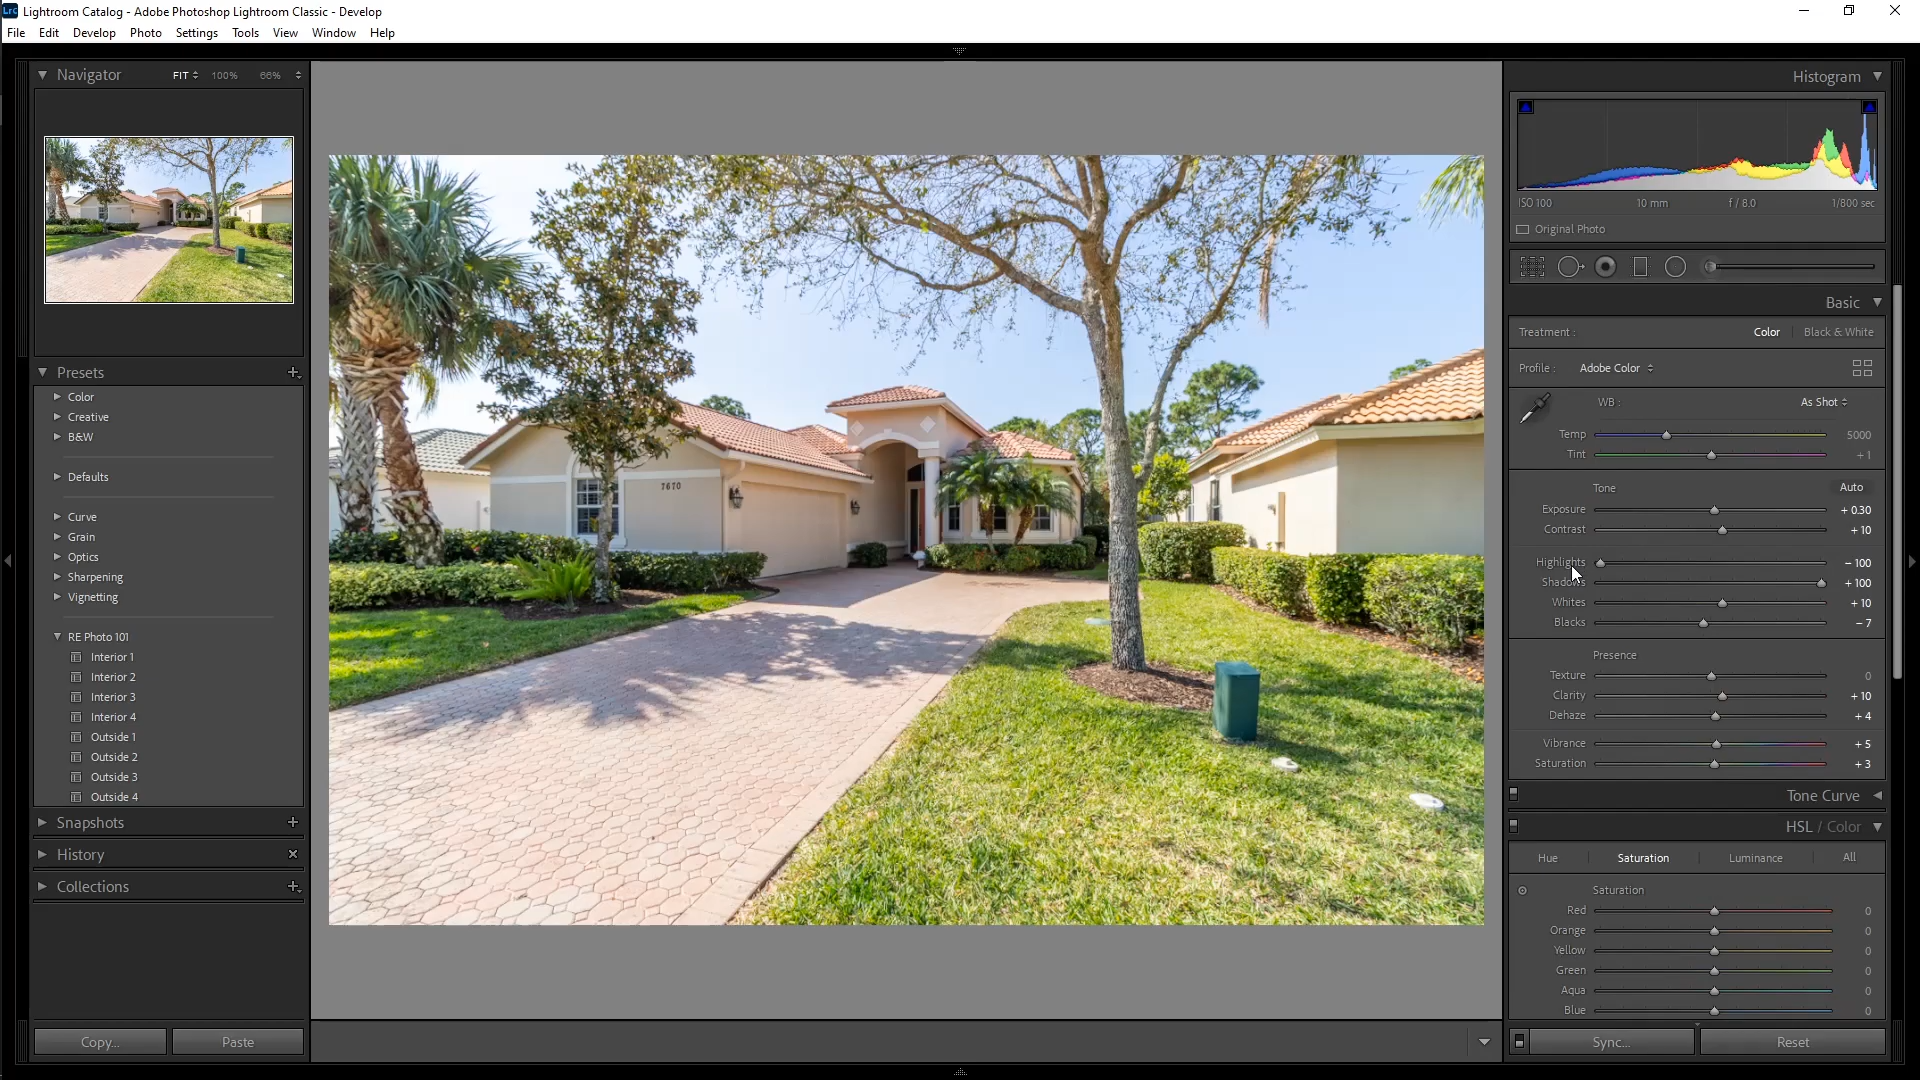 Lrc Lightroom Catalog - Adobe Photoshop Lightroom Classic - Develop
File Edit Develop Photo Settings Tools View Window Help
Navigator FIT 100% 66%
Presets
Color
Creative
B&W
Defaults
Curve
Grain
Optics
Sharpening
Vignetting
RE Photo 101
Interior 1
Interior 2
Interior 3
Interior 4
Outside 1
Outside 2
Outside 3
Outside 4
Snapshots
History
Collections
Copy... Paste
7670
Histogram
ISO 100 10 mm f / 8.0 1/800 sec
Original Photo
Basic
Treatment : Color Black & White
Profile : Adobe Color
WB : As Shot
Temp 5000
Tint + 1
Tone Auto
Exposure + 0.30
Contrast + 10
Highlights - 100
Shadows + 100
Whites + 10
Blacks - 7
Presence
Texture 0
Clarity + 10
Dehaze + 4
Vibrance + 5
Saturation + 3
Tone Curve
HSL / Color
Hue Saturation Luminance All
Saturation
Red 0
Orange 0
Yellow 0
Green 0
Aqua 0
Blue 0
Sync... Reset